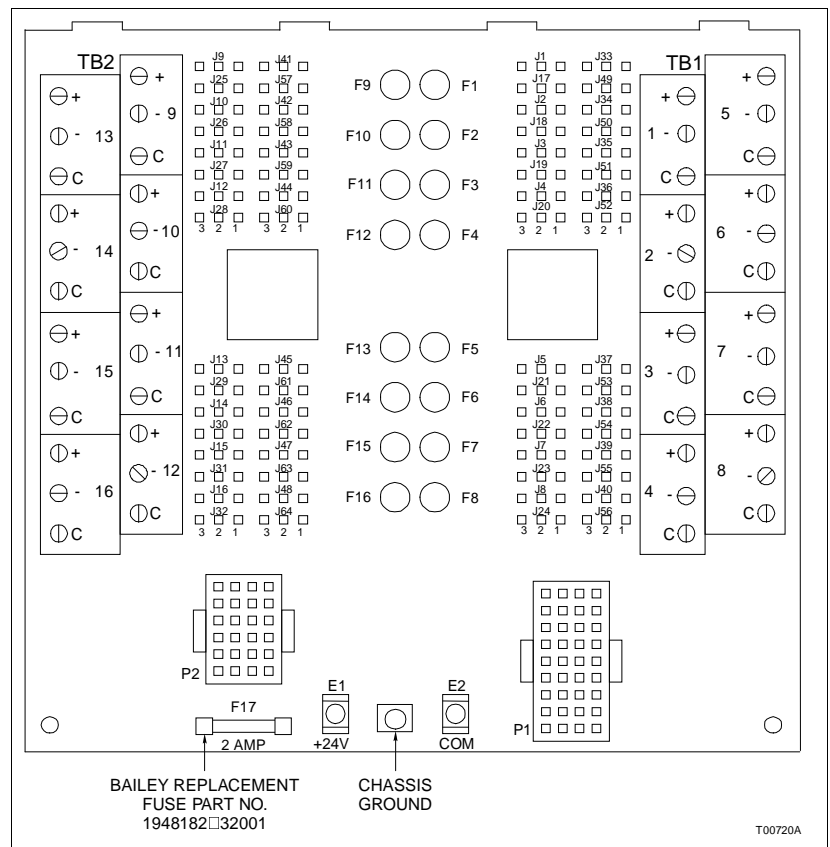 TB2
TB1
J9 J41
J25 J57
J10 J42
J26 J58
J11 J43
J27 J59
J12 J44
J28 J60
3 2 1 3 2 1
F9 F1
F10 F2
F11 F3
F12 F4
J1 J33
J17 J49
J2 J34
J18 J50
J3 J35
J19 J51
J4 J36
J20 J52
3 2 1 3 2 1
+ - 13 C
+ - 9 C
+ - 14 C
+ - 10 C
+ - 15 C
+ - 11 C
+ - 16 C
+ - 12 C
+ 1 - C
+ 5 - C
+ 2 - C
+ 6 - C
+ 3 - C
+ 7 - C
+ 4 - C
+ 8 - C
J13 J45
J29 J61
J14 J46
J30 J62
J15 J47
J31 J63
J16 J48
J32 J64
3 2 1 3 2 1
F13 F5
F14 F6
F15 F7
F16 F8
J5 J37
J21 J53
J6 J38
J22 J54
J7 J39
J23 J55
J8 J40
J24 J56
3 2 1 3 2 1
P2
P1
F17
2 AMP
E1
+24V
E2
COM
BAILEY REPLACEMENT
FUSE PART NO.
1948182□32001
CHASSIS
GROUND
T00720A